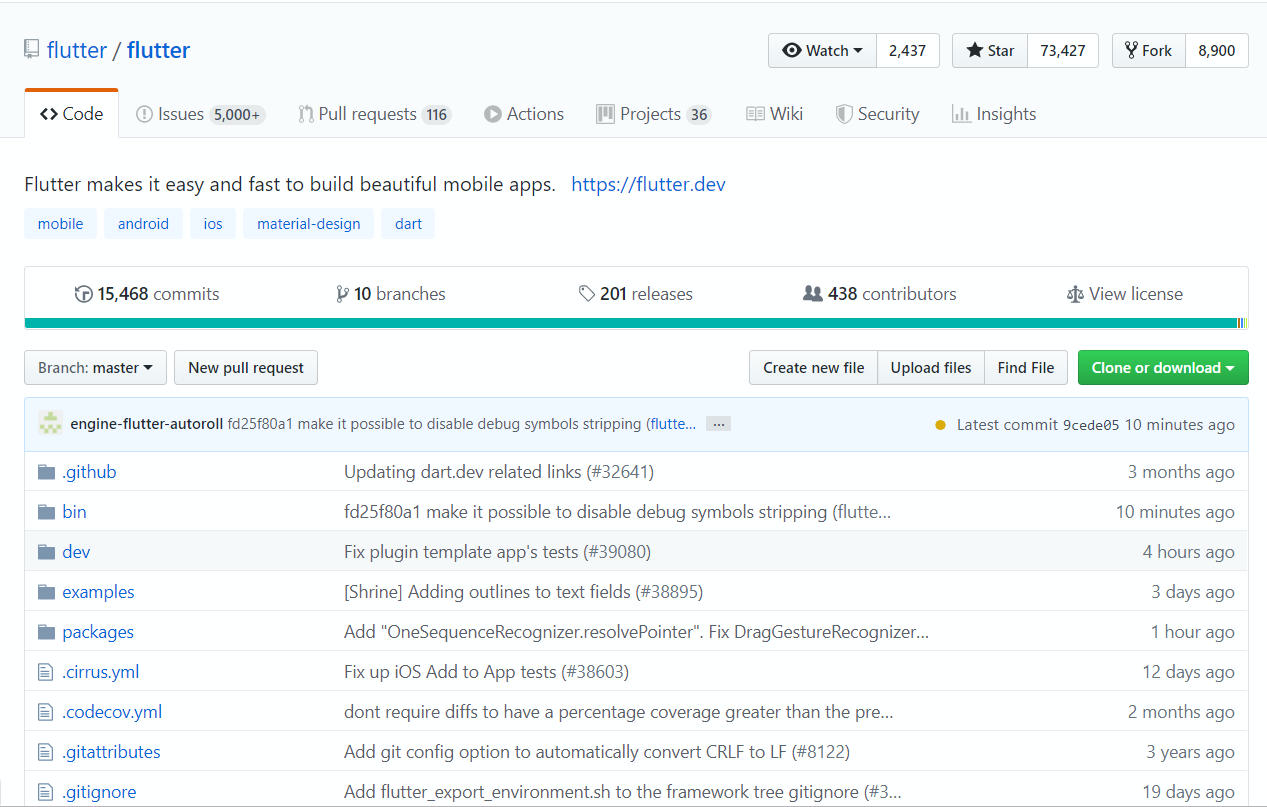 flutter / flutter Watch 2,437 Star 73,427 Fork 8,900
Code Issues 5,000+ Pull requests 116 Actions Projects 36 Wiki Security Insights
Flutter makes it easy and fast to build beautiful mobile apps. https://flutter.dev
mobile android ios material-design dart
15,468 commits 10 branches 201 releases 438 contributors View license
Branch: master New pull request Create new file Upload files Find File Clone or download
engine-flutter-autoroll fd25f80a1 make it possible to disable debug symbols stripping (flutte... ... Latest commit 9cede05 10 minutes ago
.github Updating dart.dev related links (#32641) 3 months ago
bin fd25f80a1 make it possible to disable debug symbols stripping (flutte... 10 minutes ago
dev Fix plugin template app's tests (#39080) 4 hours ago
examples [Shrine] Adding outlines to text fields (#38895) 3 days ago
packages Add "OneSequenceRecognizer.resolvePointer". Fix DragGestureRecognizer... 1 hour ago
.cirrus.yml Fix up iOS Add to App tests (#38603) 12 days ago
.codecov.yml dont require diffs to have a percentage coverage greater than the pre... 2 months ago
.gitattributes Add git config option to automatically convert CRLF to LF (#8122) 3 years ago
.gitignore Add flutter_export_environment.sh to the framework tree gitignore (#3... 19 days ago